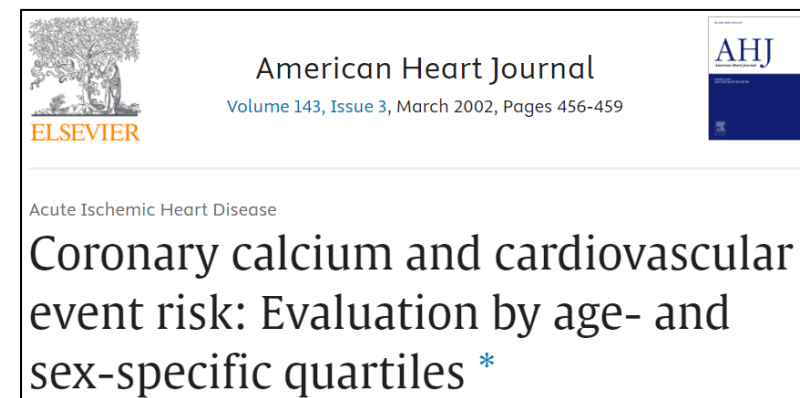 American Heart Journal
Volume 143, Issue 3, March 2002, Pages 456-459
ELSEVIER
AHJ
Acute Ischemic Heart Disease
Coronary calcium and cardiovascular
event risk: Evaluation by age- and
sex-specific quartiles *